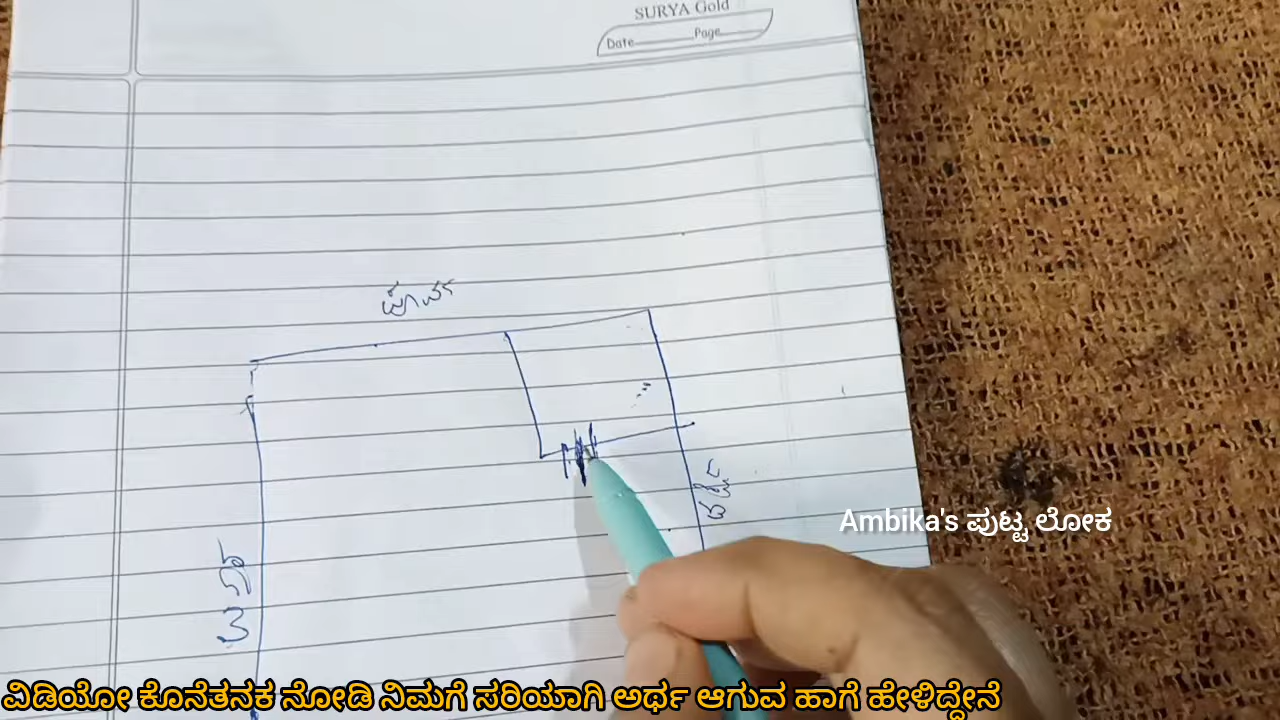 SURYA Gold
Date Page
ಪೂರ್ವ
ಉತ್ತರ
Ambika's ಪುಟ್ಟ ಲೋಕ
ವಿಡಿಯೋ ಕೊನೆತನಕ ನೋಡಿ ನಿಮಗೆ ಸರಿಯಾಗಿ ಅರ್ಥ ಆಗುವ ಹಾಗೆ ಹೇಳಿದ್ದೇನೆ